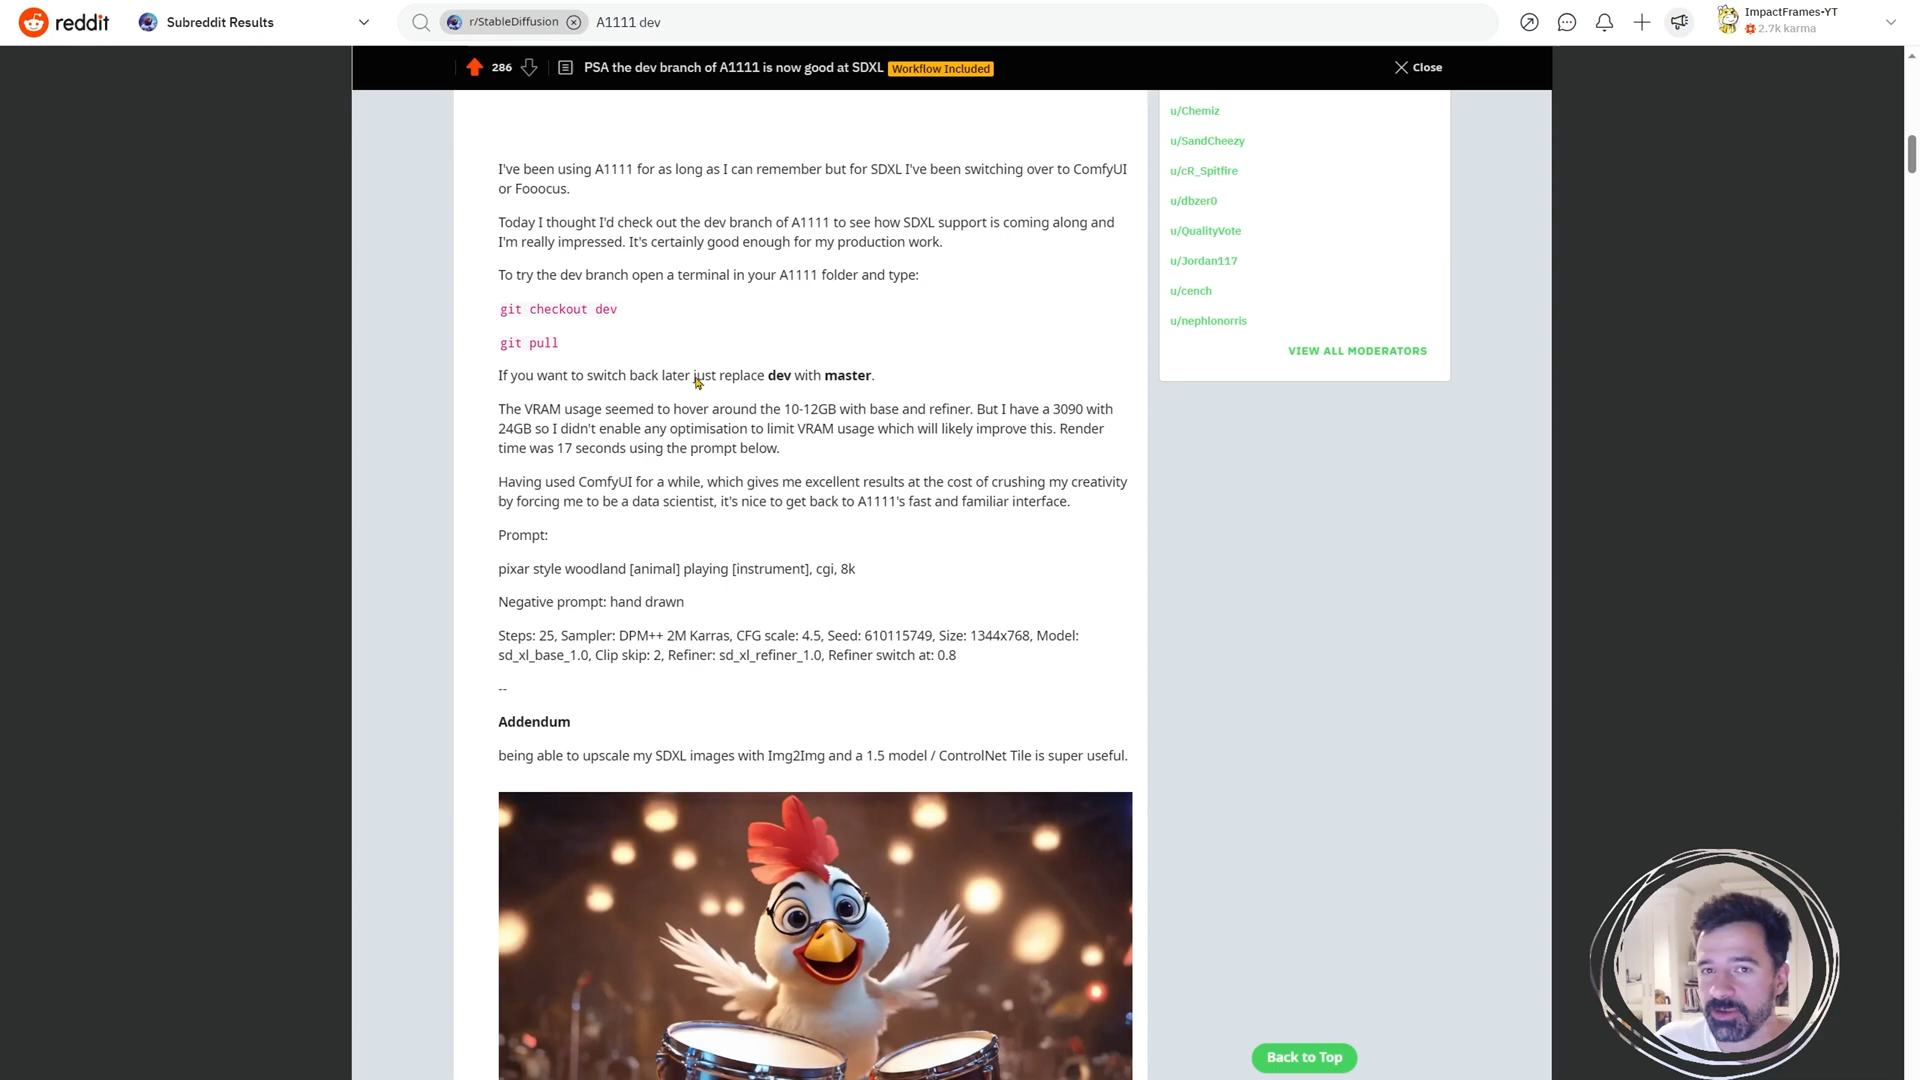 reddit
Subreddit Results
r/StableDiffusion
A1111 dev
ImpactFrames-YT
2.7k karma
286
PSA the dev branch of A1111 is now good at SDXL
Workflow Included
Close
I've been using A1111 for as long as I can remember but for SDXL I've been switching over to ComfyUI
or Fooocus.
Today I thought I'd check out the dev branch of A1111 to see how SDXL support is coming along and
I'm really impressed. It's certainly good enough for my production work.
To try the dev branch open a terminal in your A1111 folder and type:
git checkout dev
git pull
If you want to switch back later just replace dev with master.
The VRAM usage seemed to hover around the 10-12GB with base and refiner. But I have a 3090 with
24GB so I didn't enable any optimisation to limit VRAM usage which will likely improve this. Render
time was 17 seconds using the prompt below.
Having used ComfyUI for a while, which gives me excellent results at the cost of crushing my creativity
by forcing me to be a data scientist, it's nice to get back to A1111's fast and familiar interface.
Prompt:
pixar style woodland [animal] playing [instrument], cgi, 8k
Negative prompt: hand drawn
Steps: 25, Sampler: DPM++ 2M Karras, CFG scale: 4.5, Seed: 610115749, Size: 1344x768, Model:
sd_xl_base_1.0, Clip skip: 2, Refiner: sd_xl_refiner_1.0, Refiner switch at: 0.8
--
Addendum
being able to upscale my SDXL images with Img2Img and a 1.5 model / ControlNet Tile is super useful.
u/Chemiz
u/SandCheezy
u/cR_Spitfire
u/dbzer0
u/QualityVote
u/Jordan117
u/cench
u/nephlonorris
VIEW ALL MODERATORS
Back to Top